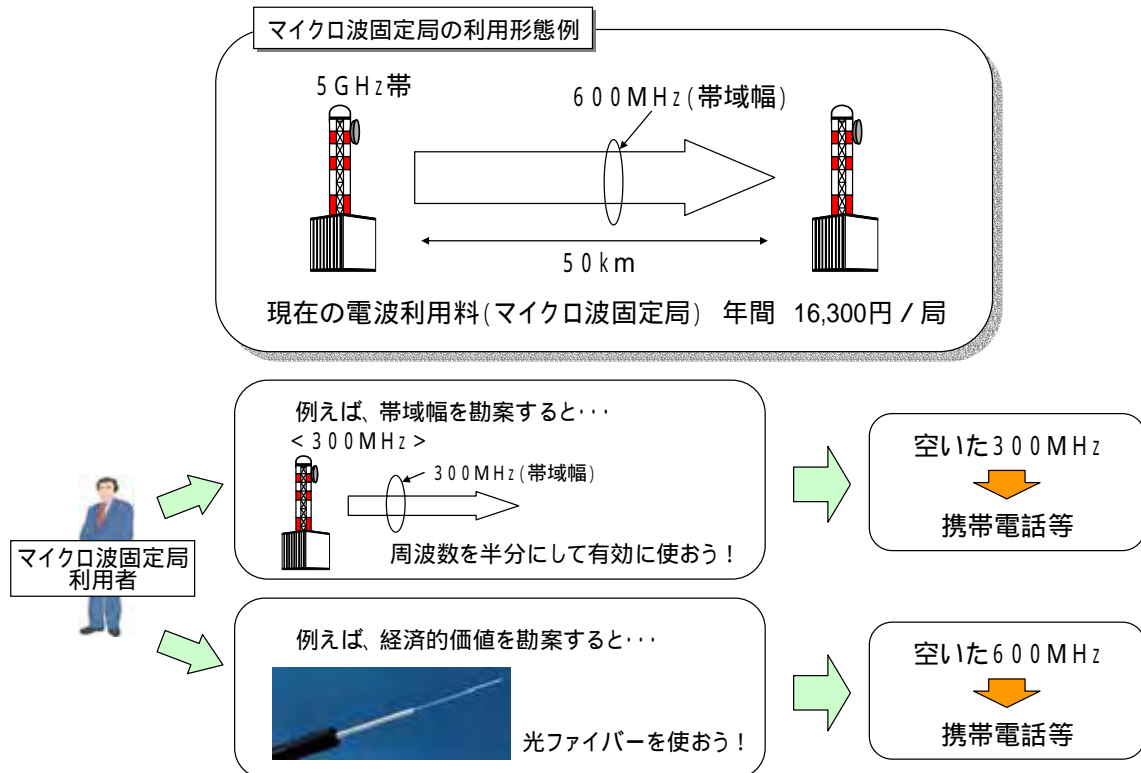 マイクロ波固定局の利用形態例
5GHz帯
600MHz(帯域幅)
50km
現在の電波利用料(マイクロ波固定局) 年間 16,300円/局
マイクロ波固定局
利用者
例えば、帯域幅を勘案すると・・・
<300MHz>
300MHz(帯域幅)
周波数を半分にして有効に使おう!
空いた300MHz
携帯電話等
例えば、経済的価値を勘案すると・・・
光ファイバーを使おう!
空いた600MHz
携帯電話等